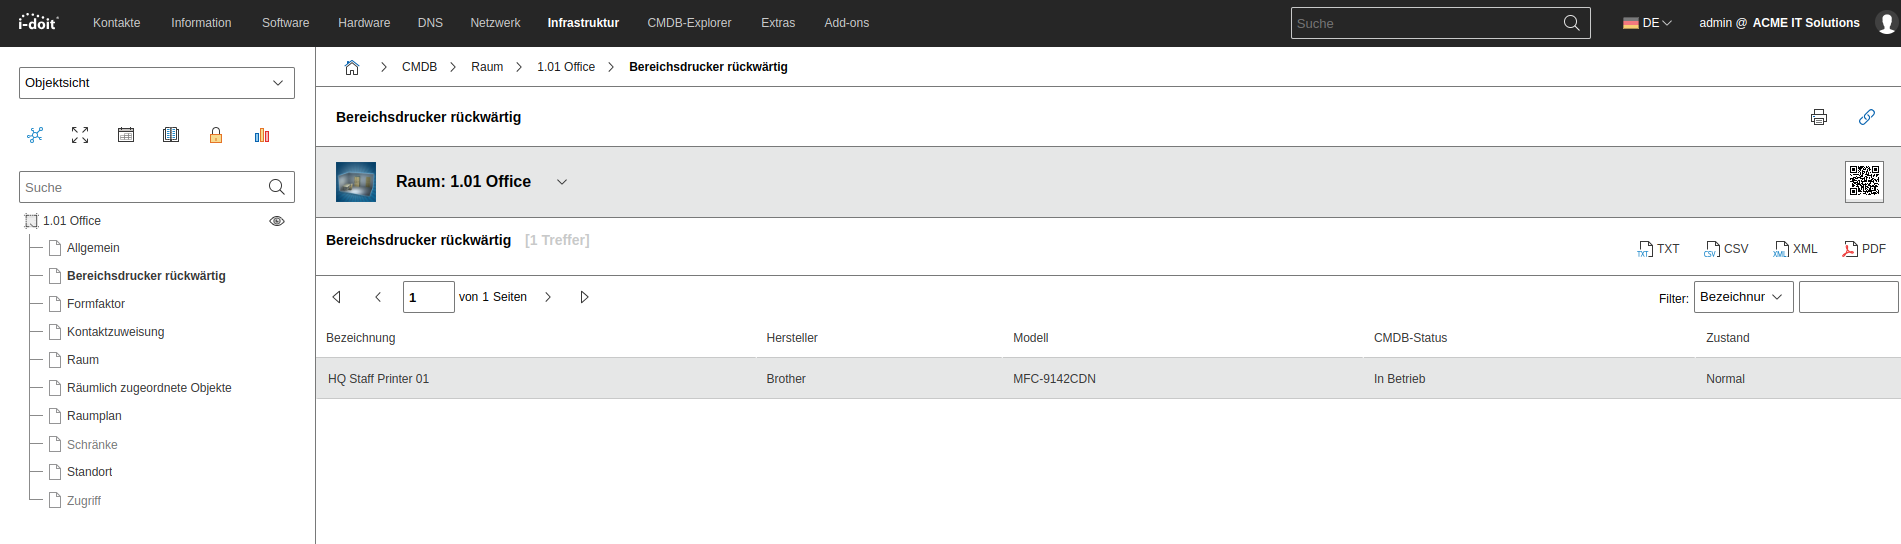 i-doit Kontakte Information Software Hardware DNS Netzwerk Infrastruktur CMDB-Explorer Extras Add-ons Suche DE admin @ ACME IT Solutions
Objektsicht
Suche
1.01 Office
Allgemein
Bereichsdrucker rückwärtig
Formfaktor
Kontaktzuweisung
Raum
Räumlich zugeordnete Objekte
Raumplan
Schränke
Standort
Zugriff
CMDB Raum 1.01 Office Bereichsdrucker rückwärtig
Bereichsdrucker rückwärtig
Raum: 1.01 Office
Bereichsdrucker rückwärtig [1 Treffer]
TXT TXT CSV CSV XML XML PDF
1 von 1 Seiten Filter: Bezeichnur
Bezeichnung Hersteller Modell CMDB-Status Zustand
HQ Staff Printer 01 Brother MFC-9142CDN In Betrieb Normal